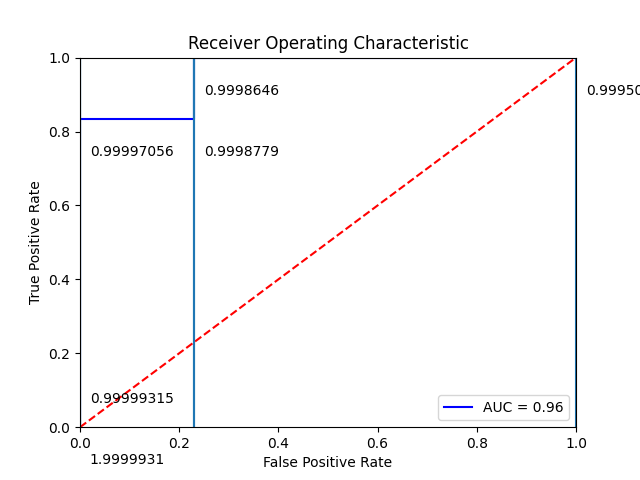 Receiver Operating Characteristic
1.0
0.9998646
0.99950
0.8
0.99997056
0.9998779
0.6
True Positive Rate
0.4
0.2
0.99999315
AUC = 0.96
0.0
0.0 0.2 0.4 0.6 0.8 1.0
1.9999931
False Positive Rate